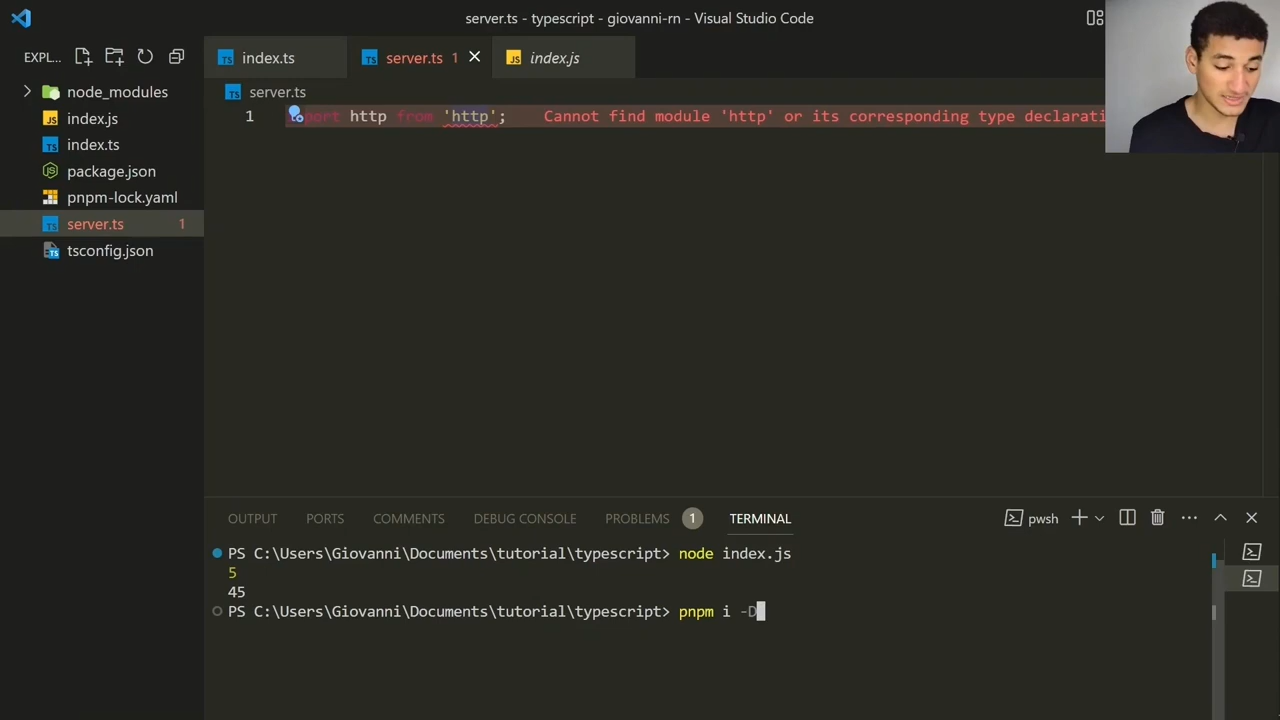 server.ts - typescript - giovanni-rn - Visual Studio Code
EXPL...
index.ts
server.ts 1
index.js
node_modules
index.js
index.ts
package.json
pnpm-lock.yaml
server.ts 1
tsconfig.json
server.ts
1 import http from 'http'; Cannot find module 'http' or its corresponding type declarati
OUTPUT PORTS COMMENTS DEBUG CONSOLE PROBLEMS 1 TERMINAL
pwsh
PS C:\Users\Giovanni\Documents\tutorial\typescript> node index.js
5
45
PS C:\Users\Giovanni\Documents\tutorial\typescript> pnpm i -D